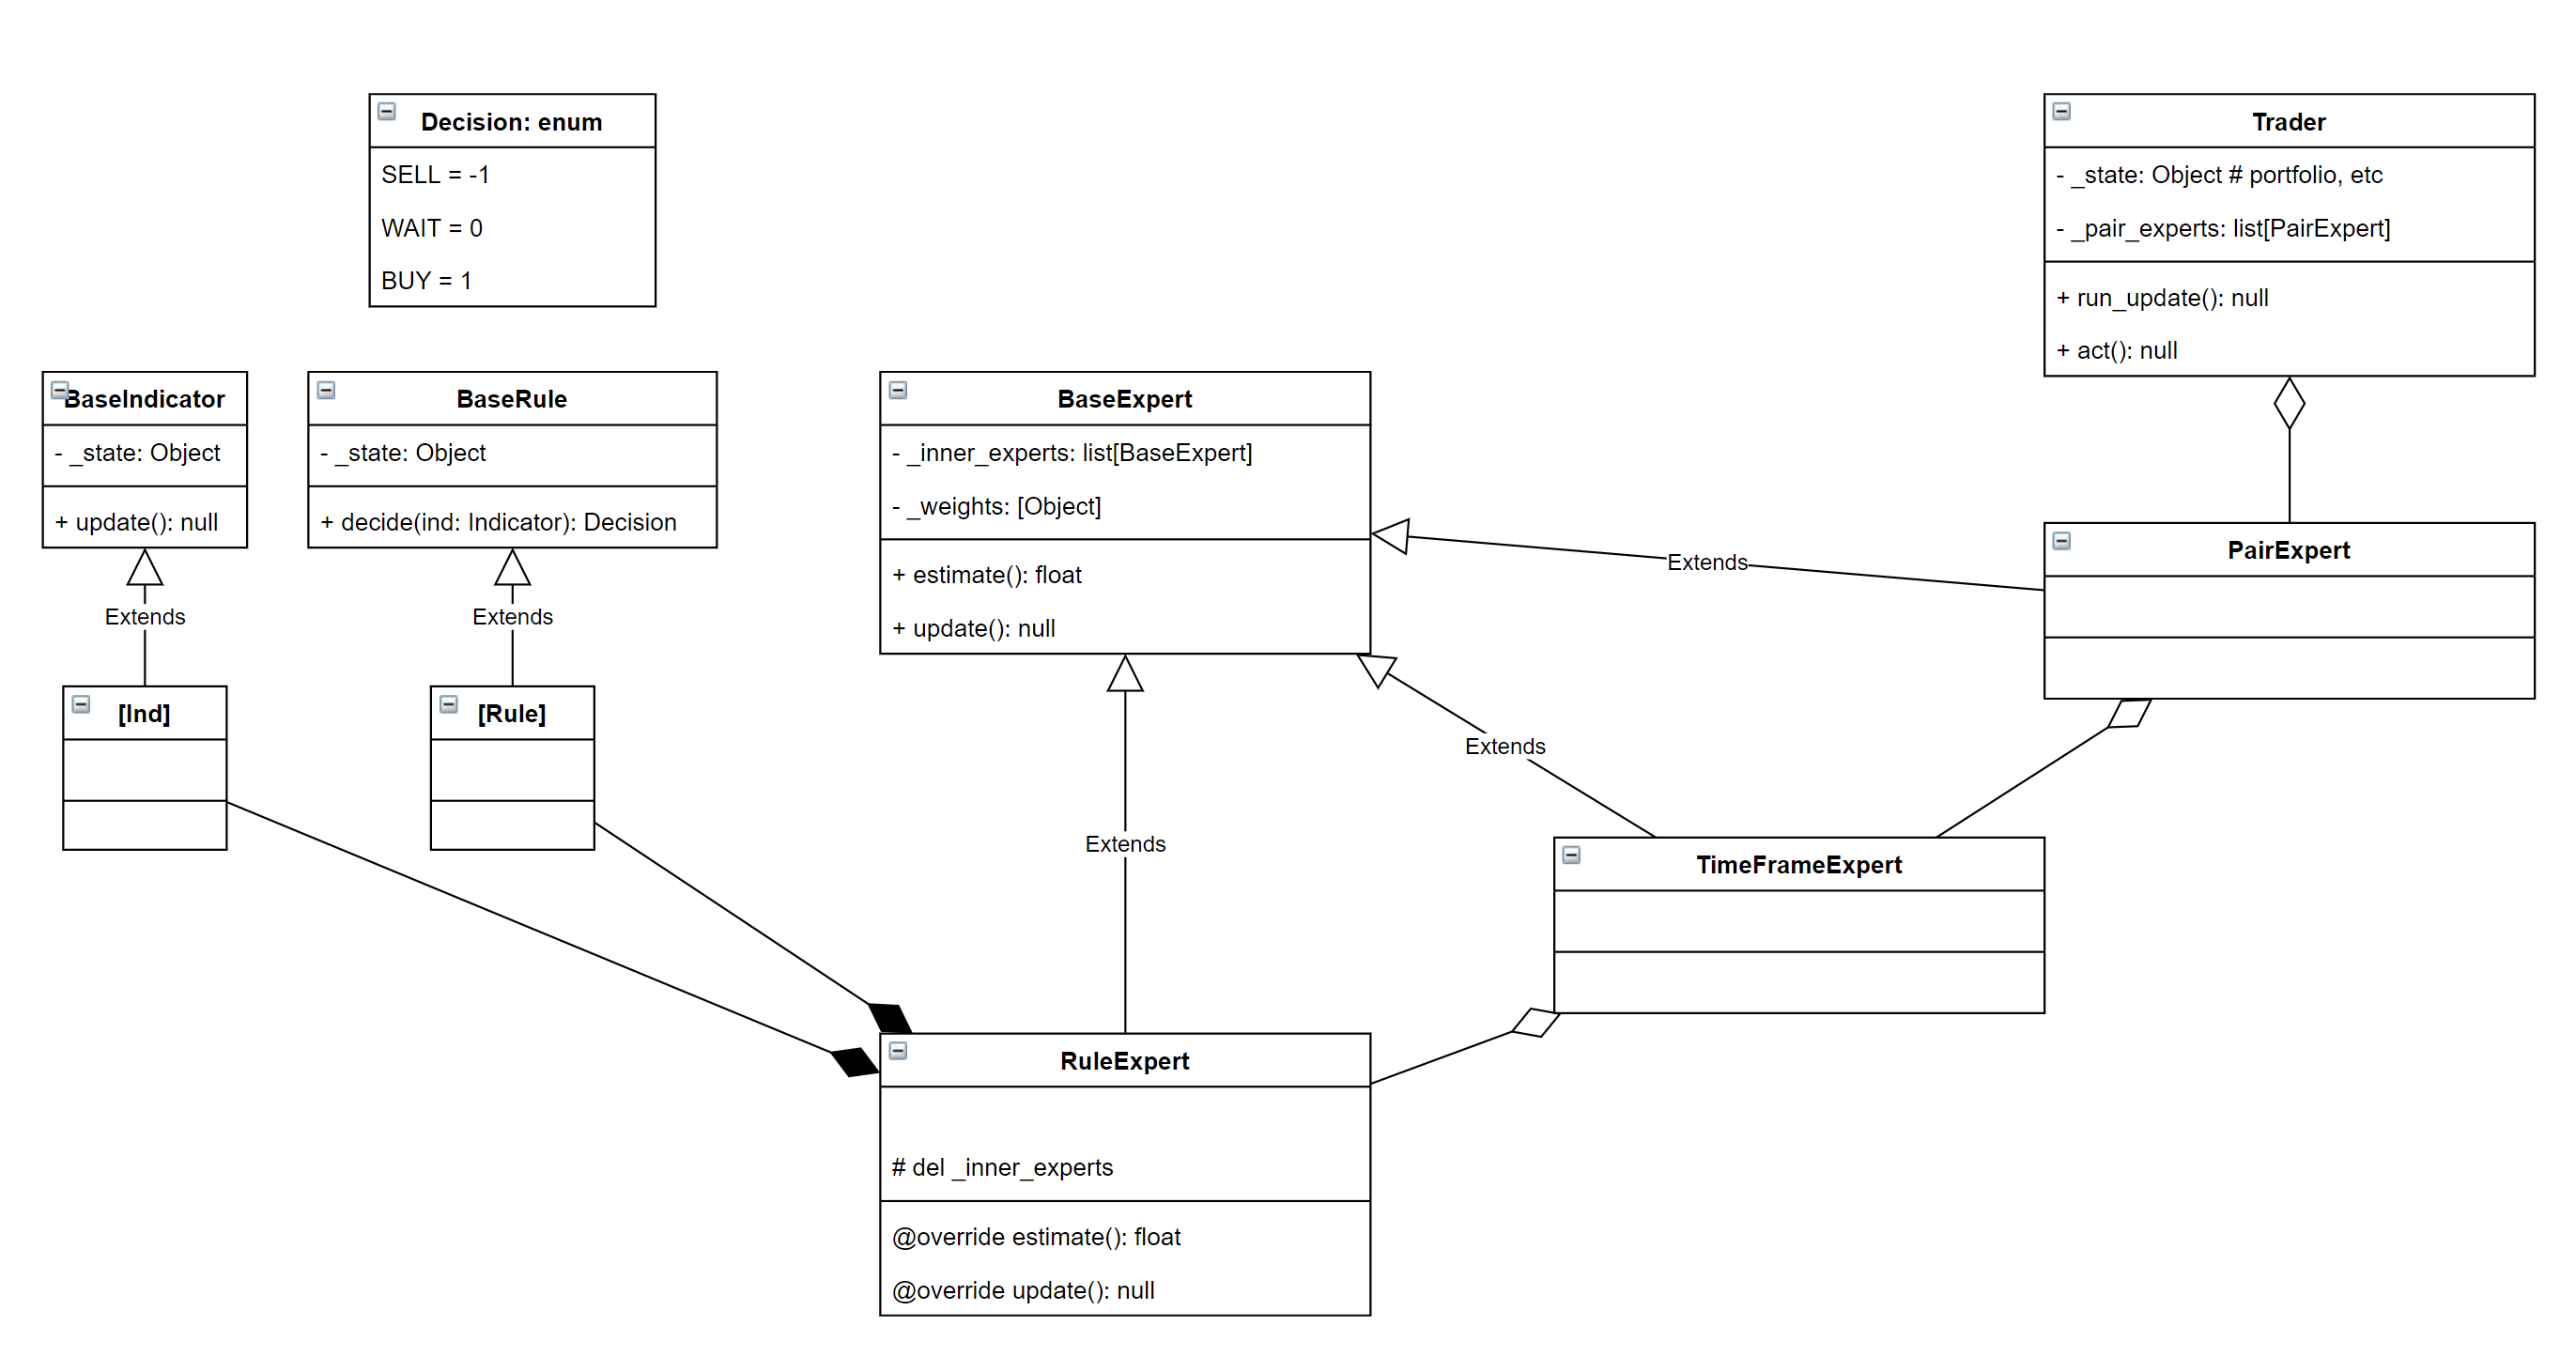 Decision: enum
SELL = -1
WAIT = 0
BUY = 1
Trader
- _state: Object # portfolio, etc
- _pair_experts: list[PairExpert]
+ run_update(): null
+ act(): null
BaseIndicator
- _state: Object
+ update(): null
BaseRule
- _state: Object
+ decide(ind: Indicator): Decision
BaseExpert
- _inner_experts: list[BaseExpert]
- _weights: [Object]
+ estimate(): float
+ update(): null
PairExpert
Extends
Extends
Extends
Extends
Extends
[Ind]
[Rule]
TimeFrameExpert
RuleExpert
# del _inner_experts
@override estimate(): float
@override update(): null